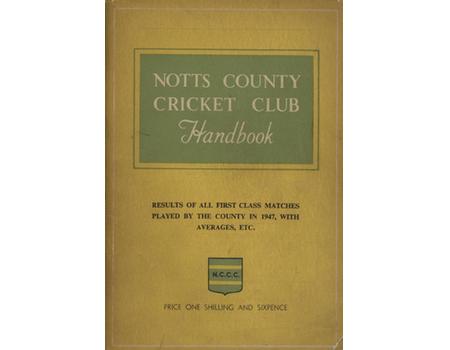 NOTTS COUNTY
CRICKET CLUB
Handbook
RESULTS OF ALL FIRST CLASS MATCHES
PLAYED BY THE COUNTY IN 1947, WITH
AVERAGES, ETC.
N.C.C.C.
PRICE ONE SHILLING AND SIXPENCE